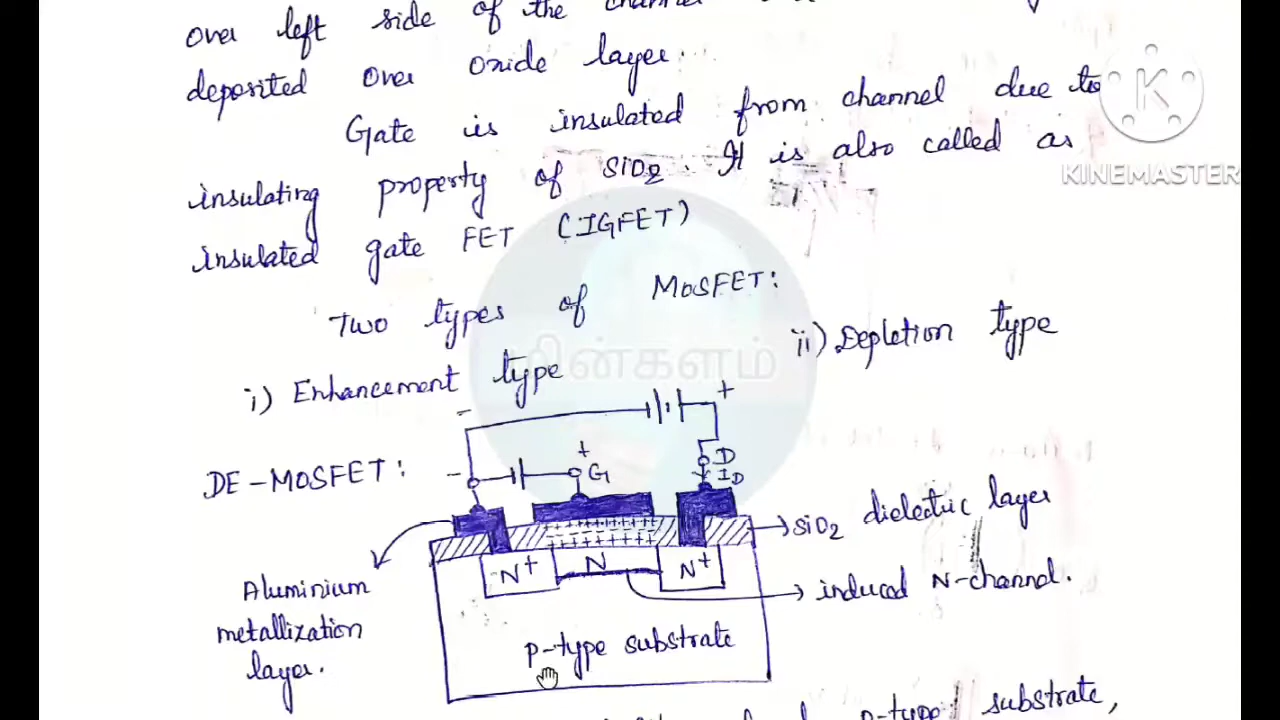 over left side of the channel
deposited over oxide layer.
Gate is insulated from channel due to
insulating property of SiO2. It is also called as
insulated gate FET (IGFET)
KINEMASTER
Two types of MOSFET:
i) Enhancement type
ii) Depletion type
மின்களம்
DE-MOSFET:
- +
- + G D
ID
SiO2 dielectric layer
N+ N N+
induced N-channel.
Aluminium
metallization
layer.
P-type substrate
p-type substrate,